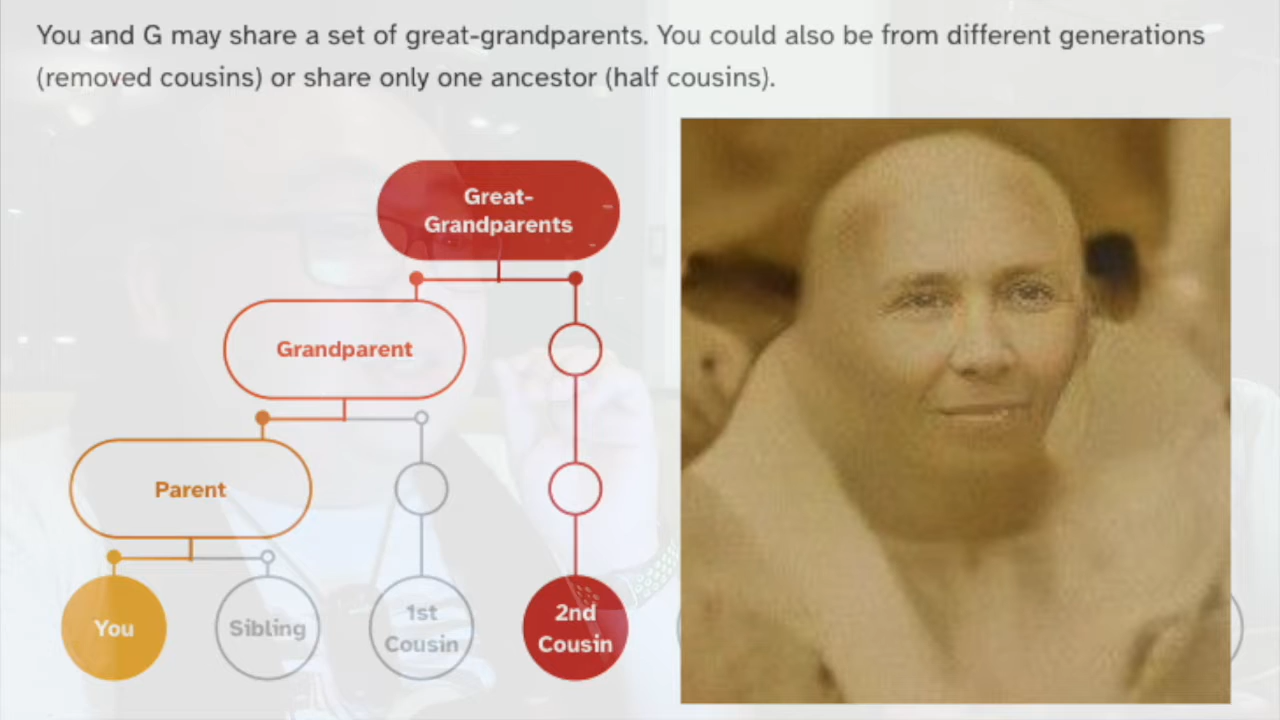 You and G may share a set of great-grandparents. You could also be from different generations
(removed cousins) or share only one ancestor (half cousins).
Great-
Grandparents
Grandparent
Parent
You
Sibling
1st
Cousin
2nd
Cousin